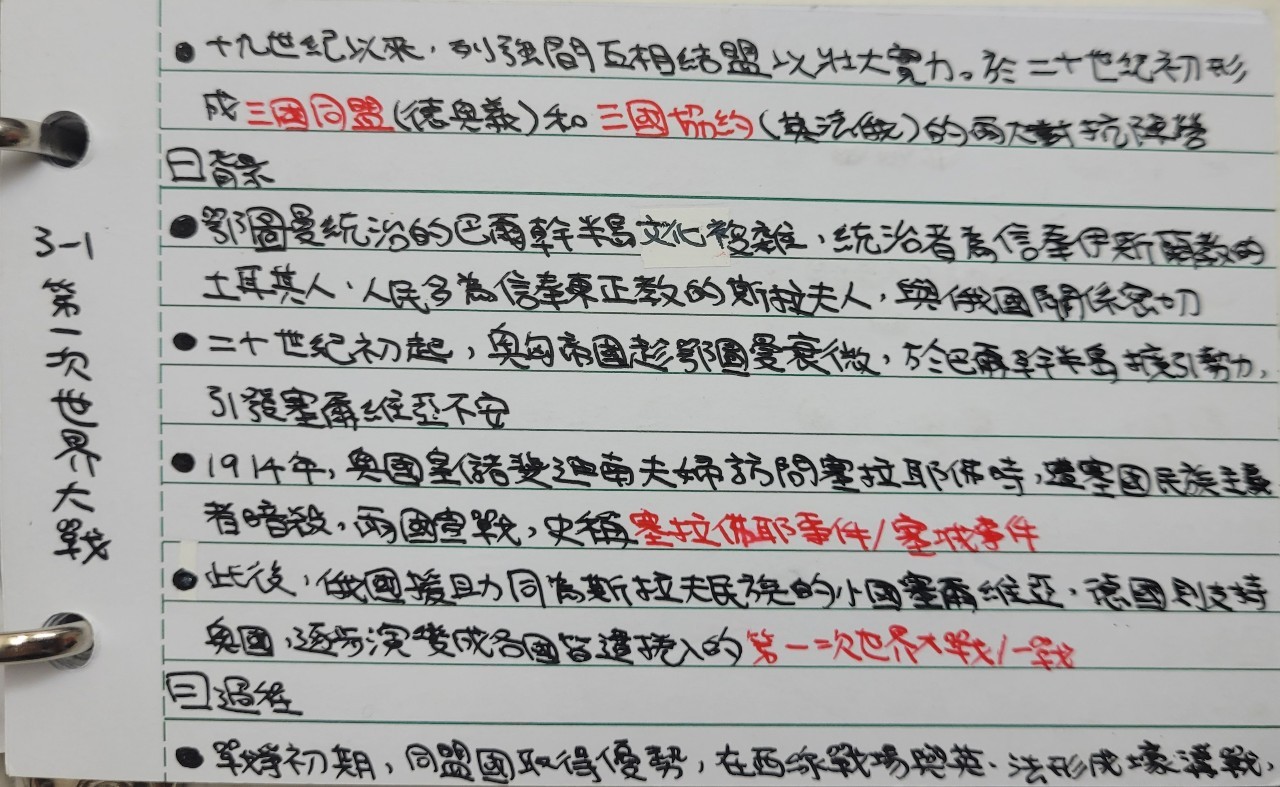 3-1 第一次世界大戰
●十九世紀以來，列強間互相結盟以壯大實力。於二十世紀初形
成三國同盟(德奧義)和三國協約(英法俄)的兩大對抗陣營
曰背景
●鄂圖曼統治的巴爾幹半島文化複雜，統治者為信奉伊斯蘭教的
土耳其人，人民多為信奉東正教的斯拉夫人，與俄國關係密切
●二十世紀初起，奧匈帝國趁鄂圖曼衰微，於巴爾幹半島擴引勢力，
引發塞爾維亞不安
●1914年，奧國皇儲斐迪南夫婦訪問塞拉耶佛時，遭塞國民族主義
者暗殺，兩國宣戰，史稱塞拉佛耶事件/塞城事件
●此後，俄國援助同為斯拉夫民族的小國塞爾維亞，德國則支持
奧國，逐步演變成各國皆遭捲入的第一次世界大戰/一戰
曰過程
●戰爭初期，同盟國取得優勢，在西線戰場與英、法形成壕溝戰，